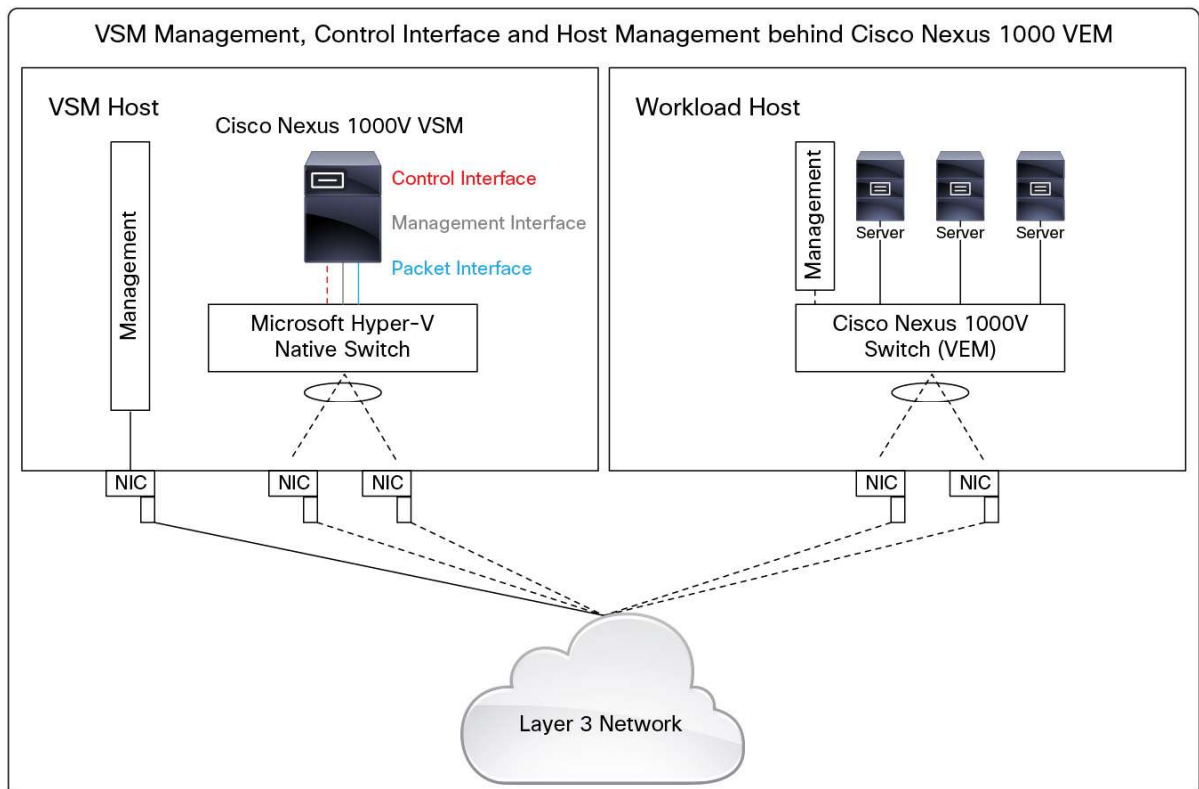 VSM Management, Control Interface and Host Management behind Cisco Nexus 1000 VEM
VSM Host
Cisco Nexus 1000V VSM
Management
Control Interface
Management Interface
Packet Interface
Microsoft Hyper-V
Native Switch
NIC
NIC
NIC
Workload Host
Management
Server
Server
Server
Cisco Nexus 1000V
Switch (VEM)
NIC
NIC
Layer 3 Network